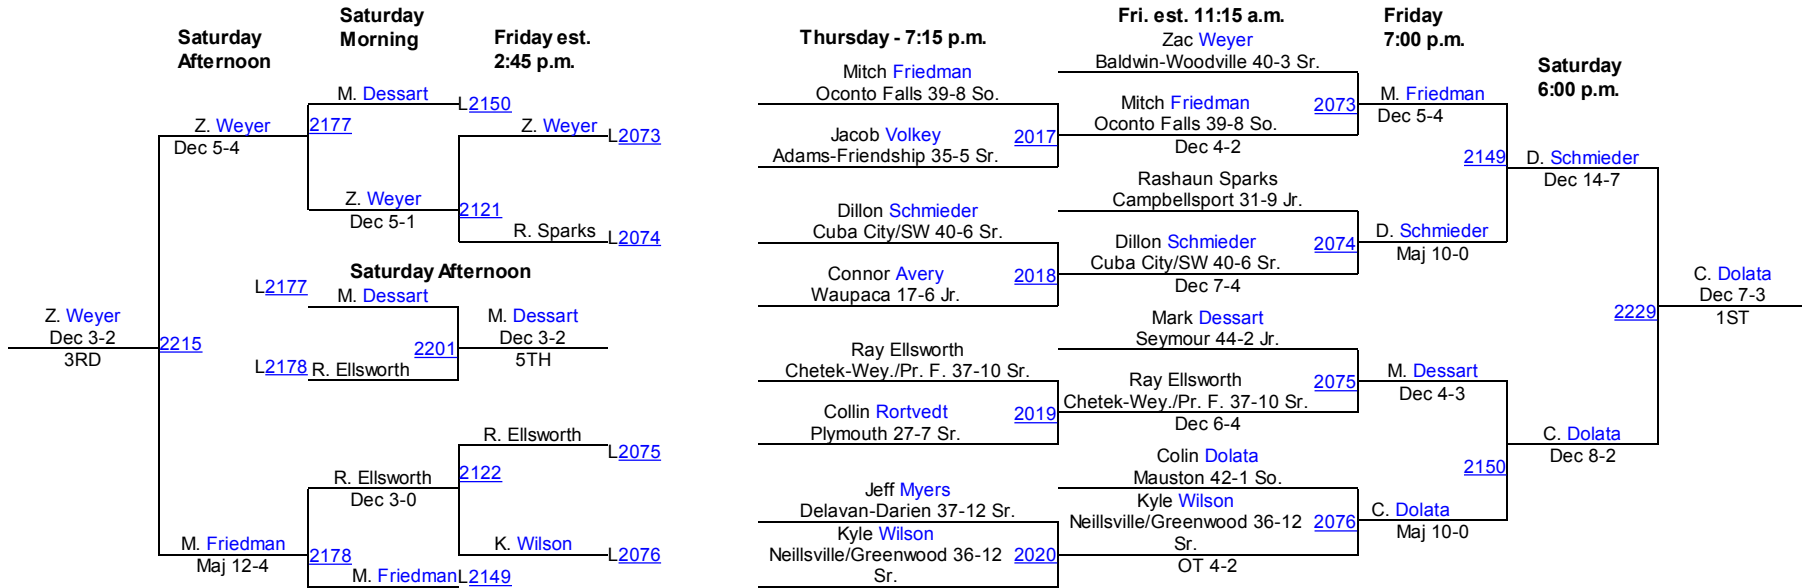 Saturday
Afternoon
Saturday
Morning
Friday est.
2:45 p.m.
M. Dessart
L2150
Z. Weyer
Dec 5-4
2177
Z. Weyer
L2073
Z. Weyer
Dec 5-1
2121
R. Sparks
L2074
Saturday Afternoon
L2177
M. Dessart
Z. Weyer
Dec 3-2
3RD
2215
2201
M. Dessart
Dec 3-2
5TH
L2178
R. Ellsworth
R. Ellsworth
L2075
R. Ellsworth
Dec 3-0
2122
M. Friedman
Maj 12-4
2178
K. Wilson
L2076
M. Friedman
L2149
Thursday - 7:15 p.m.
Mitch Friedman
Oconto Falls 39-8 So.
Jacob Volkey
Adams-Friendship 35-5 Sr.
2017
Dillon Schmieder
Cuba City/SW 40-6 Sr.
Connor Avery
Waupaca 17-6 Jr.
2018
Ray Ellsworth
Chetek-Wey./Pr. F. 37-10 Sr.
Collin Rortvedt
Plymouth 27-7 Sr.
2019
Jeff Myers
Delavan-Darien 37-12 Sr.
Kyle Wilson
Neillsville/Greenwood 36-12
Sr.
2020
Fri. est. 11:15 a.m.
Zac Weyer
Baldwin-Woodville 40-3 Sr.
Mitch Friedman
Oconto Falls 39-8 So.
Dec 4-2
2073
Rashaun Sparks
Campbellsport 31-9 Jr.
Dillon Schmieder
Cuba City/SW 40-6 Sr.
Dec 7-4
2074
Mark Dessart
Seymour 44-2 Jr.
Ray Ellsworth
Chetek-Wey./Pr. F. 37-10 Sr.
Dec 6-4
2075
Colin Dolata
Mauston 42-1 So.
Kyle Wilson
Neillsville/Greenwood 36-12
Sr.
OT 4-2
2076
Friday
7:00 p.m.
M. Friedman
Dec 5-4
2149
D. Schmieder
Maj 10-0
M. Dessart
Dec 4-3
2150
C. Dolata
Maj 10-0
Saturday
6:00 p.m.
D. Schmieder
Dec 14-7
2229
C. Dolata
Dec 8-2
C. Dolata
Dec 7-3
1ST